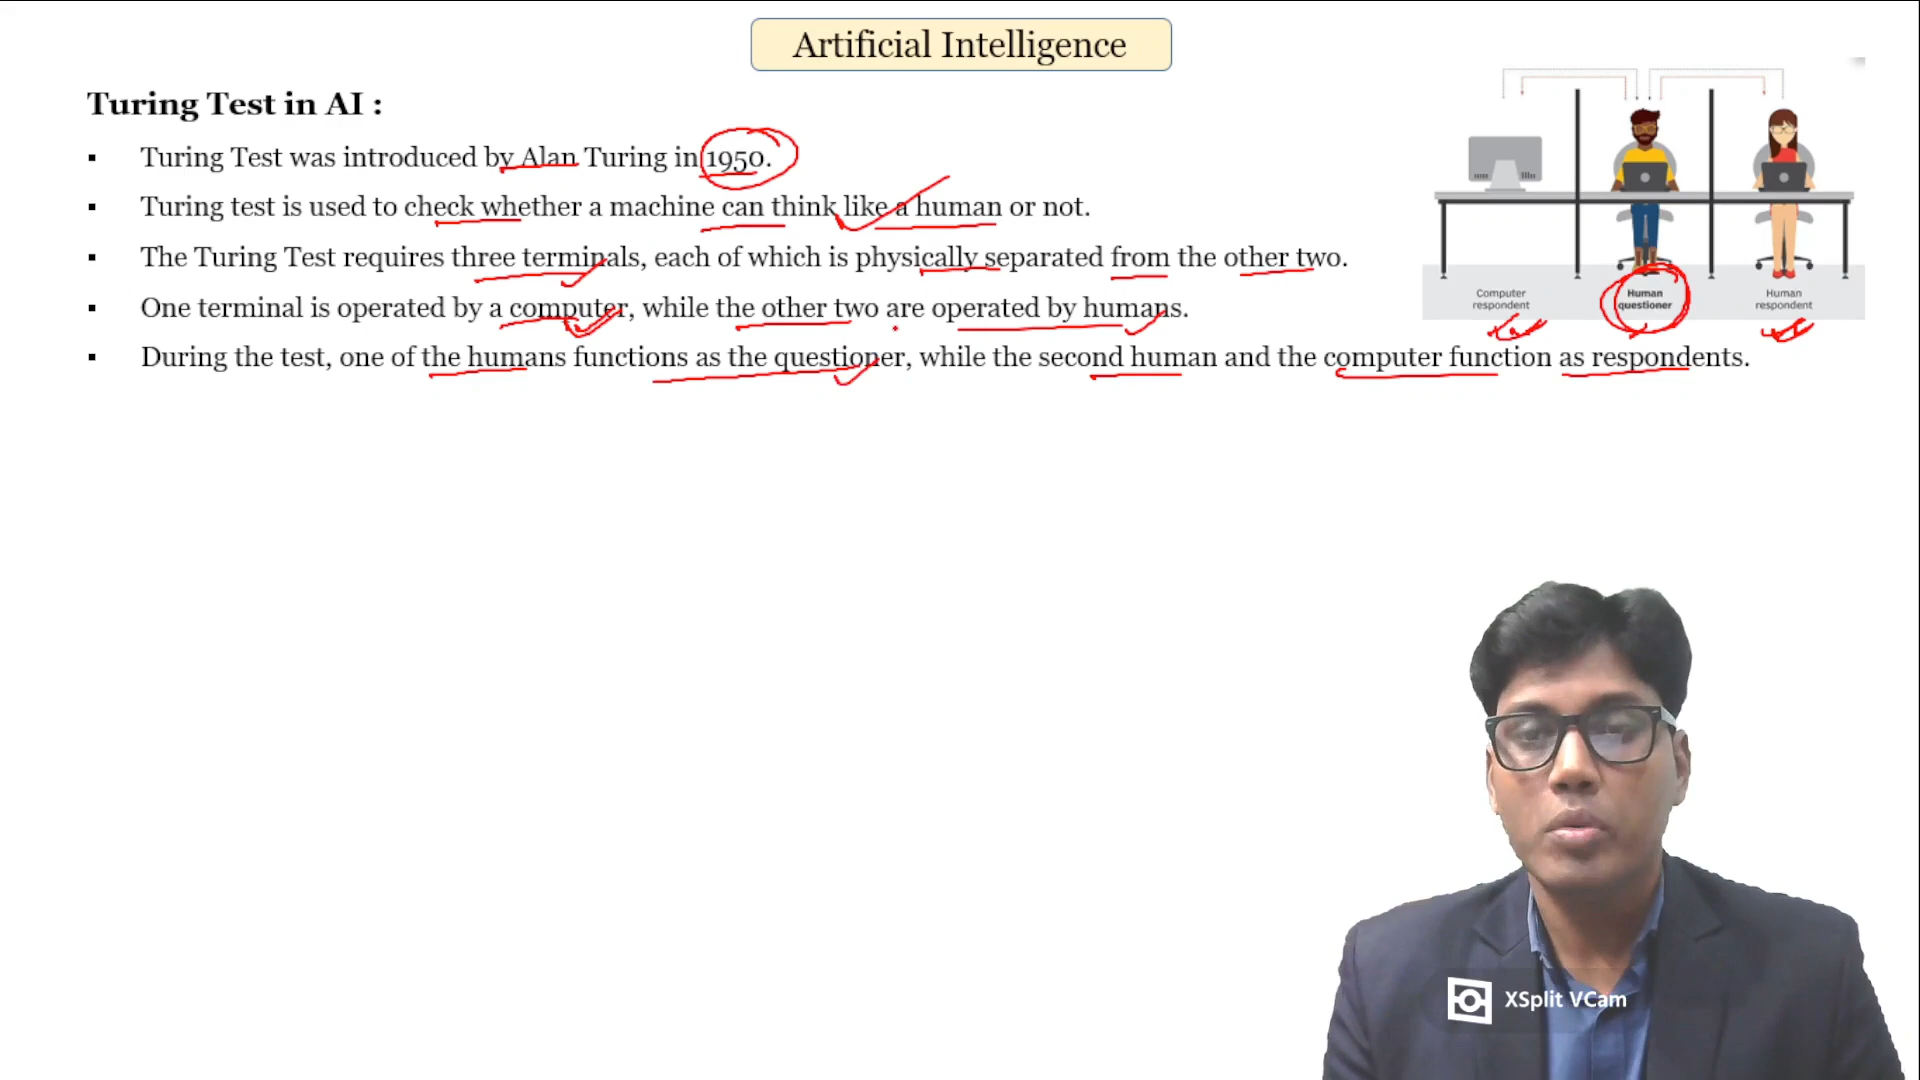 Artificial Intelligence
Turing Test in AI :
▪ Turing Test was introduced by Alan Turing in 1950.
▪ Turing test is used to check whether a machine can think like a human or not.
▪ The Turing Test requires three terminals, each of which is physically separated from the other two.
▪ One terminal is operated by a computer, while the other two are operated by humans.
▪ During the test, one of the humans functions as the questioner, while the second human and the computer function as respondents.
Computer
respondent
Human
questioner
Human
respondent
XSplit VCam